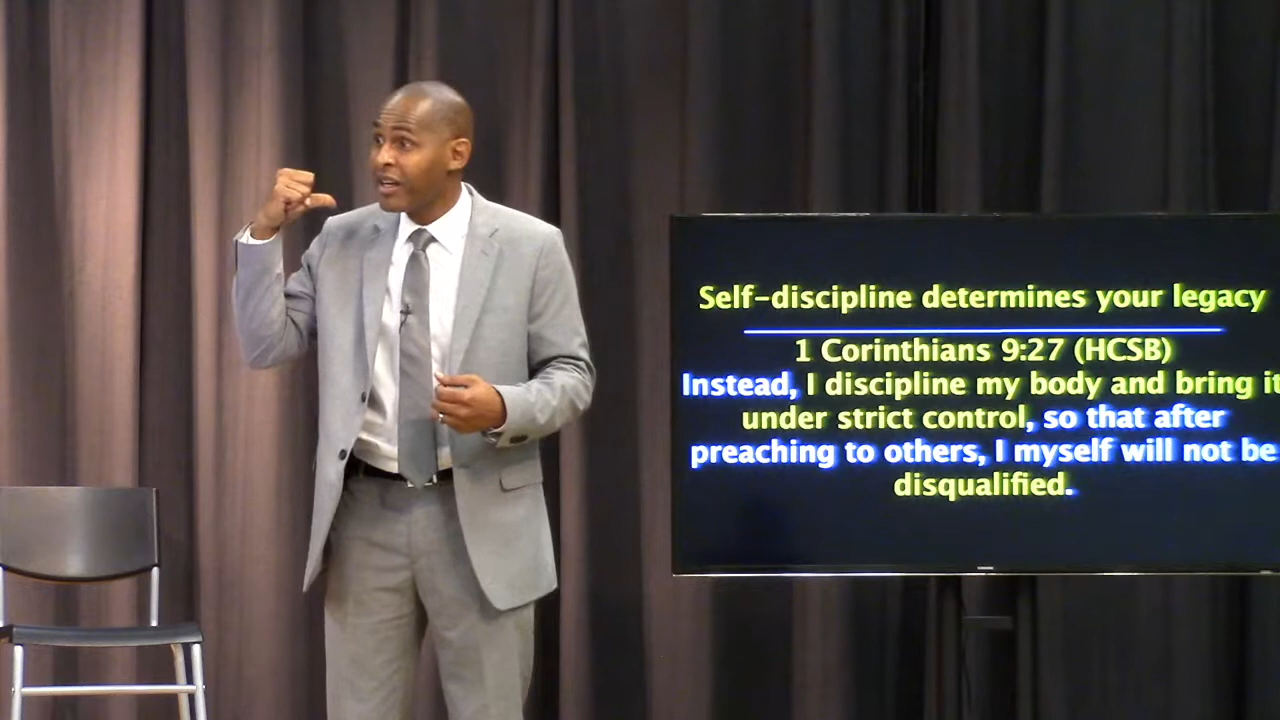 Self-discipline determines your legacy
1 Corinthians 9:27 (HCSB)
Instead, I discipline my body and bring it
under strict control, so that after
preaching to others, I myself will not be
disqualified.